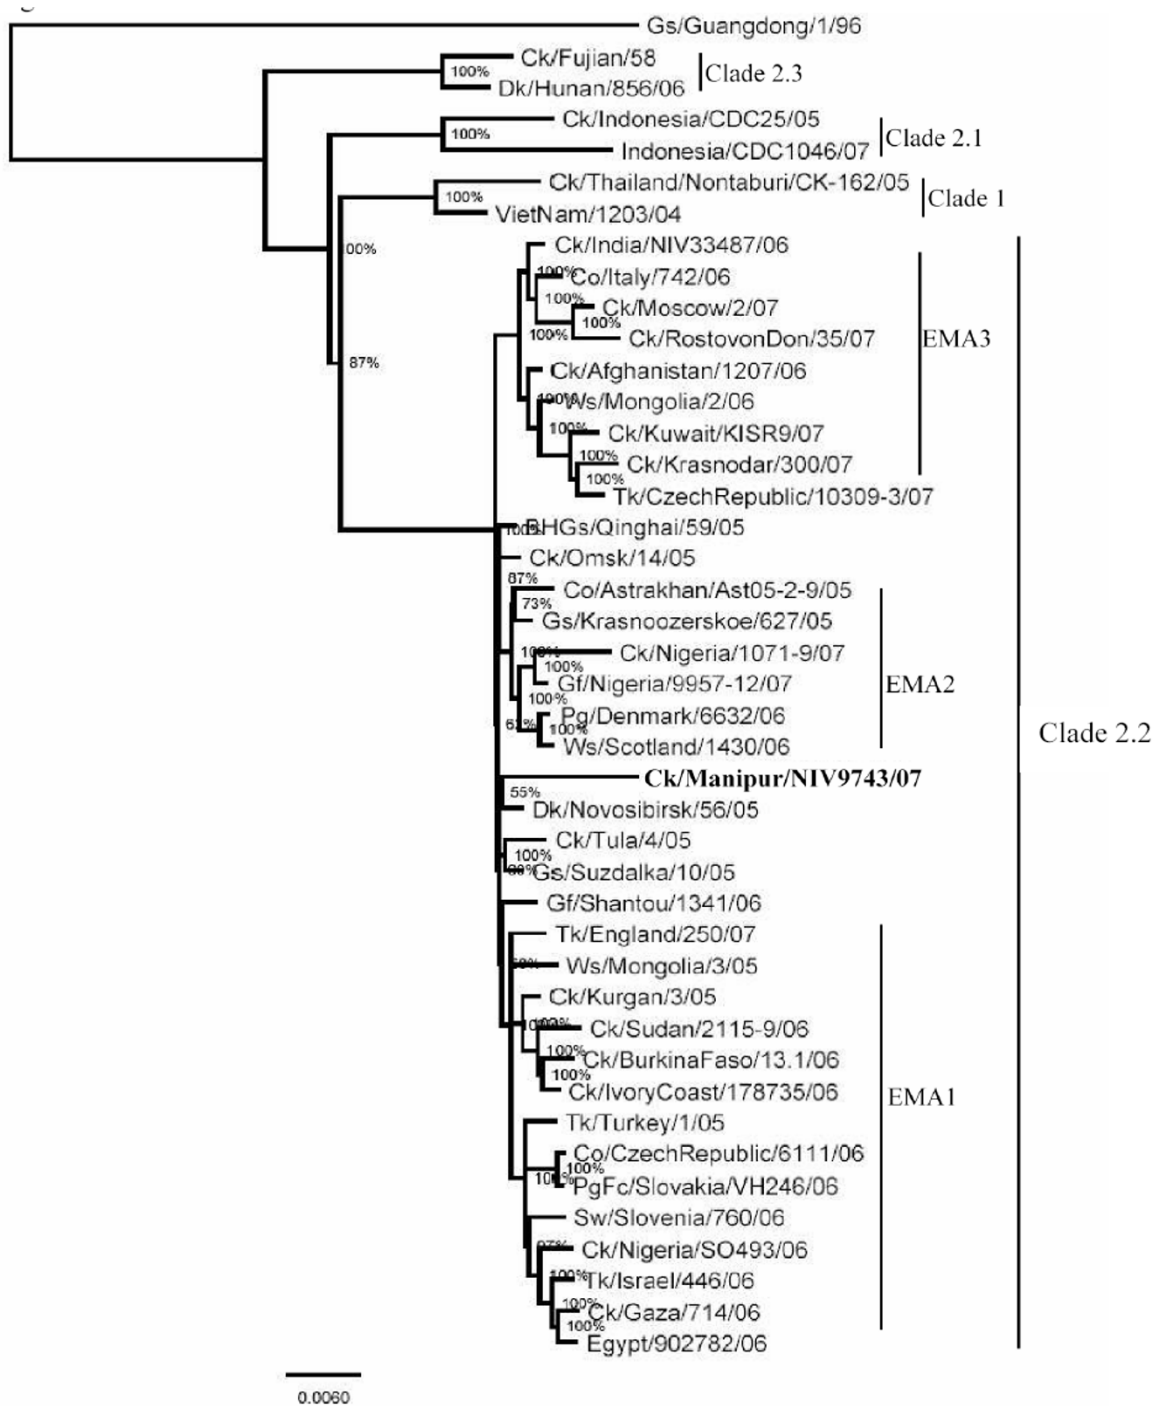 Gs/Guangdong/1/96
Ck/Fujian/58
100%
Clade 2.3
Dk/Hunan/856/06
Ck/Indonesia/CDC25/05
100%
Clade 2.1
Indonesia/CDC1046/07
Ck/Thailand/Nontaburi/CK-162/05
100%
Clade 1
VietNam/1203/04
Ck/India/NIV33487/06
00%
100%
Co/Italy/742/06
100%
Ck/Moscow/2/07
100%
100%
Ck/RostovonDon/35/07
EMA3
87%
Ck/Afghanistan/1207/06
100%
Ws/Mongolia/2/06
100%
Ck/Kuwait/KISR9/07
100%
Ck/Krasnodar/300/07
100%
Tk/CzechRepublic/10309-3/07
100%
BHGs/Qinghai/59/05
Ck/Omsk/14/05
87%
Co/Astrakhan/Ast05-2-9/05
73%
Gs/Krasnoozerskoe/627/05
100%
Ck/Nigeria/1071-9/07
100%
Gf/Nigeria/9957-12/07
EMA2
100%
Pg/Denmark/6632/06
100%
Clade 2.2
Ws/Scotland/1430/06
Ck/Manipur/NIV9743/07
55%
Dk/Novosibirsk/56/05
Ck/Tula/4/05
100%
Gs/Suzdalka/10/05
Gf/Shantou/1341/06
Tk/England/250/07
Ws/Mongolia/3/05
Ck/Kurgan/3/05
Ck/Sudan/2115-9/06
100%
Ck/BurkinaFaso/13.1/06
100%
Ck/IvoryCoast/178735/06
EMA1
Tk/Turkey/1/05
Co/CzechRepublic/6111/06
100%
100%
PgFc/Slovakia/VH246/06
Sw/Slovenia/760/06
97%
Ck/Nigeria/SO493/06
100%
Tk/Israel/446/06
100%
Ck/Gaza/714/06
100%
Egypt/902782/06
0.0060